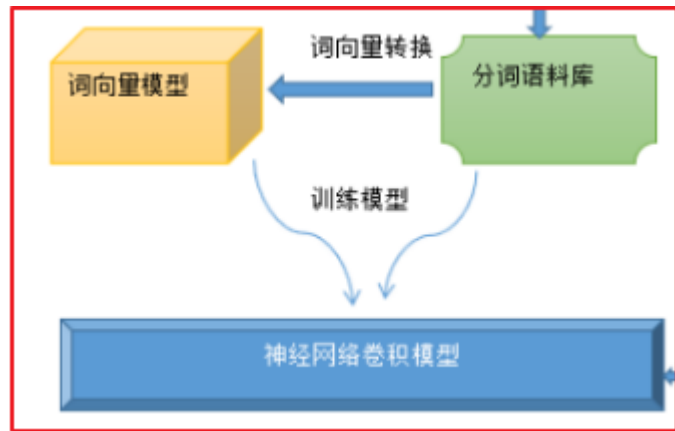 词向量转换
词向量模型
分词语料库
训练模型
神经网络卷积模型